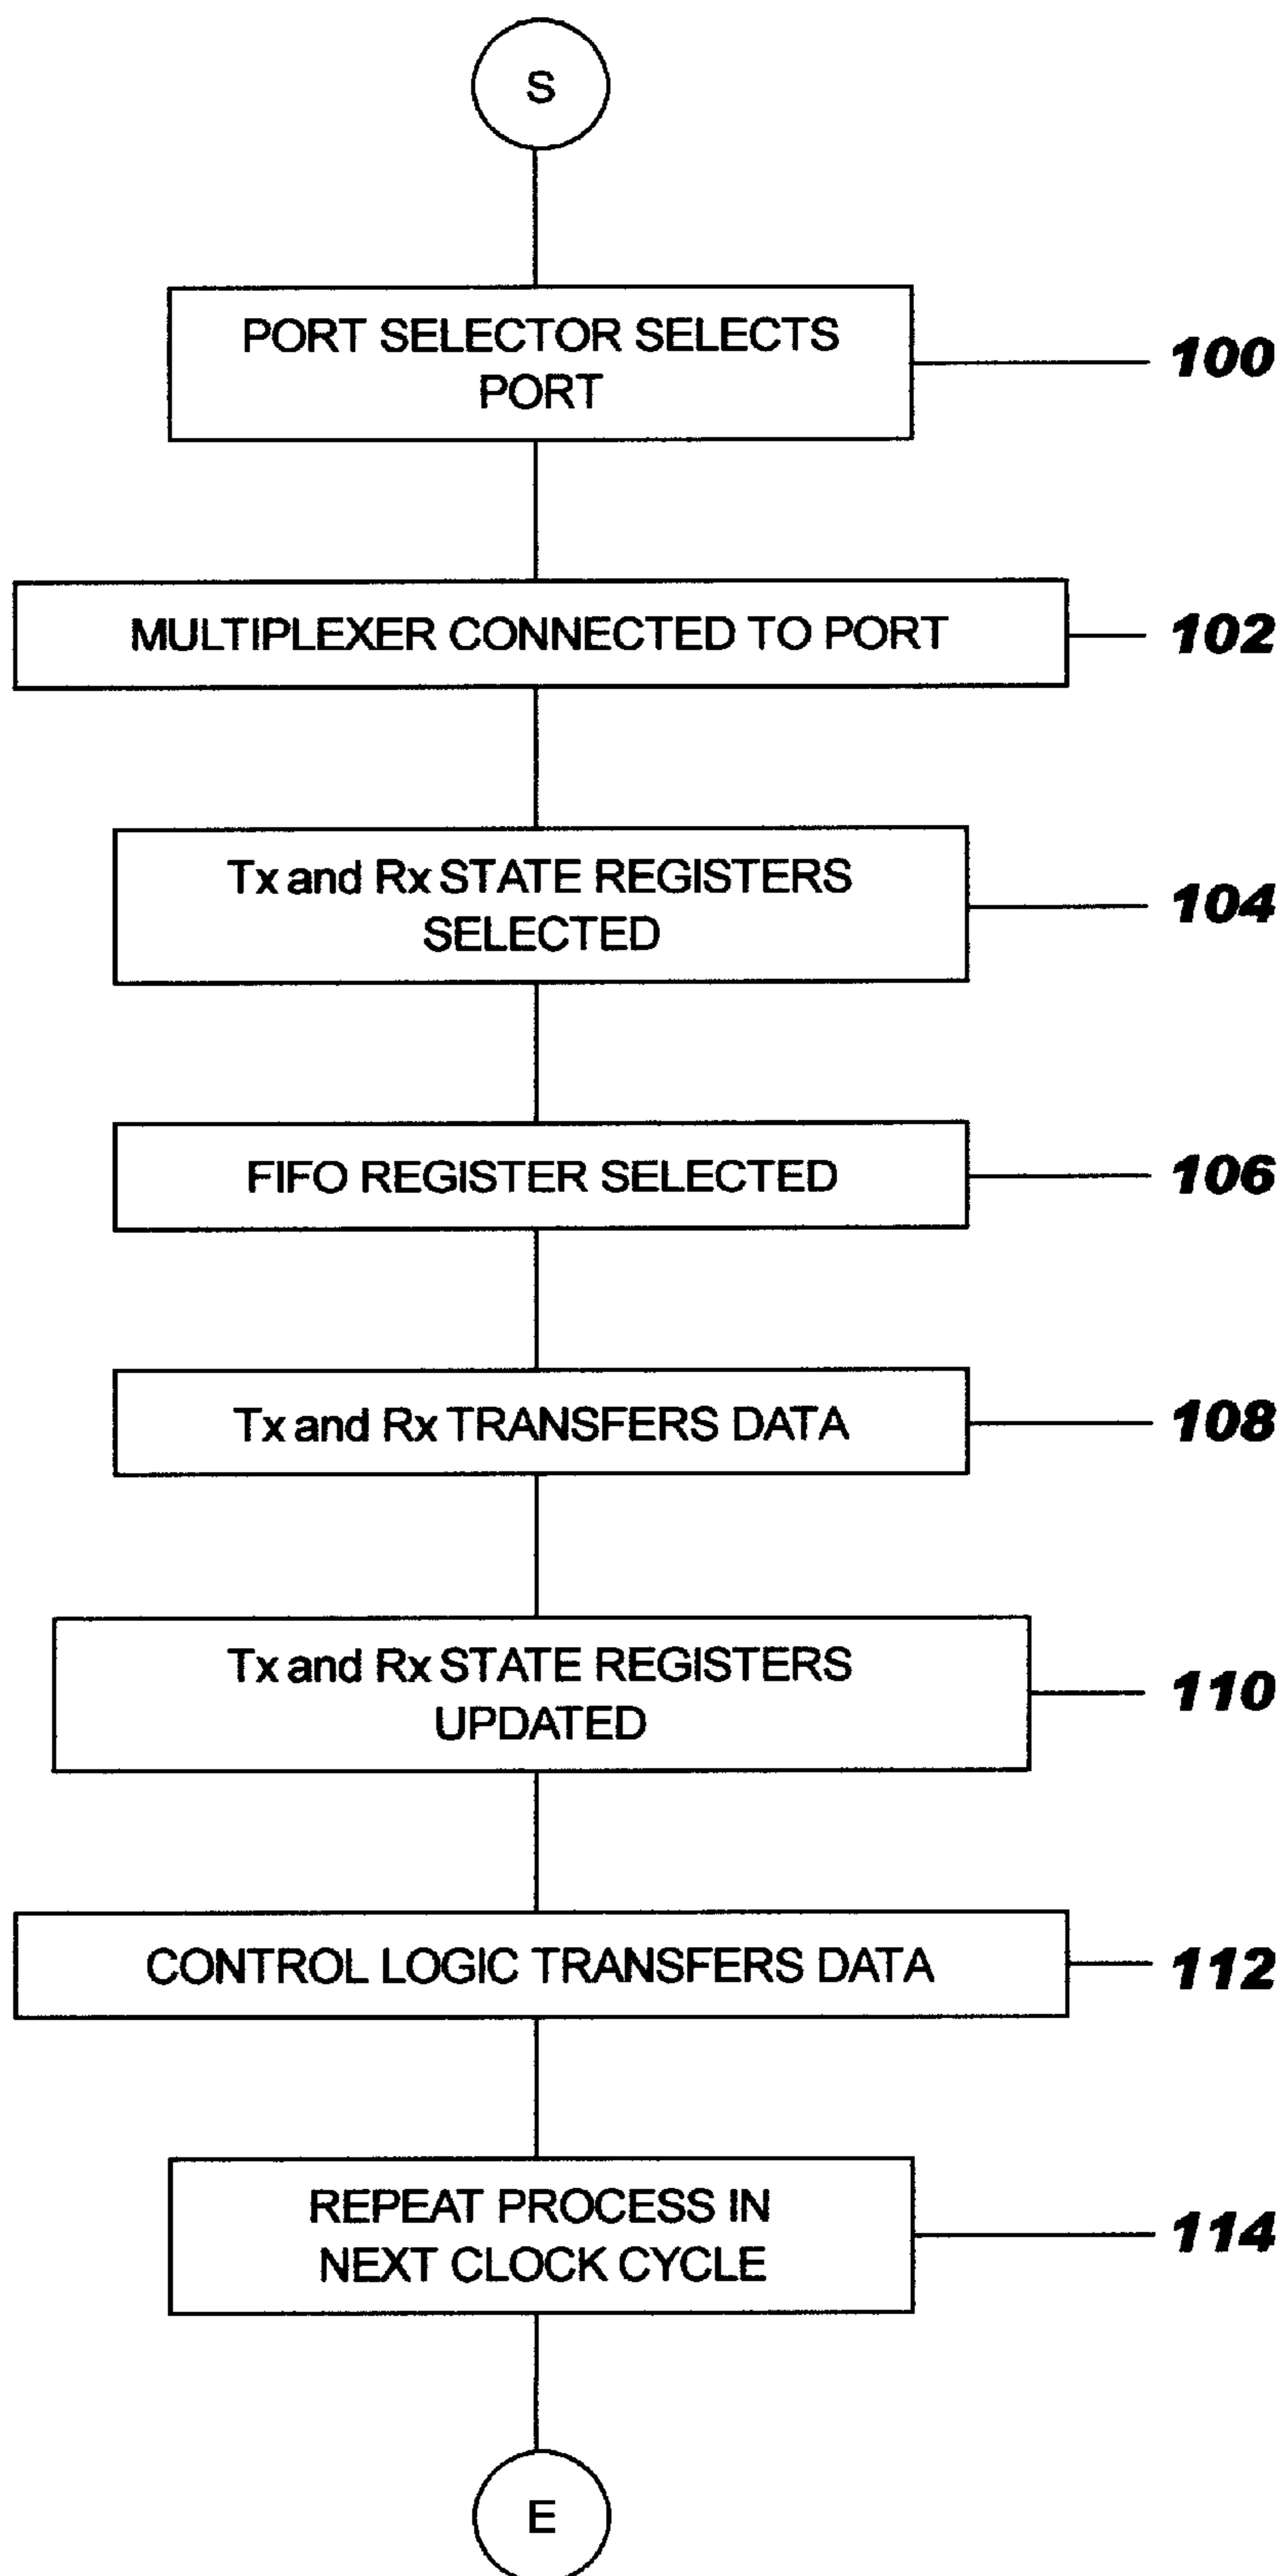 S
PORT SELECTOR SELECTS
PORT
100
MULTIPLEXER CONNECTED TO PORT
102
Tx and Rx STATE REGISTERS
SELECTED
104
FIFO REGISTER SELECTED
106
Tx and Rx TRANSFERS DATA
108
Tx and Rx STATE REGISTERS
UPDATED
110
CONTROL LOGIC TRANSFERS DATA
112
REPEAT PROCESS IN
NEXT CLOCK CYCLE
114
E